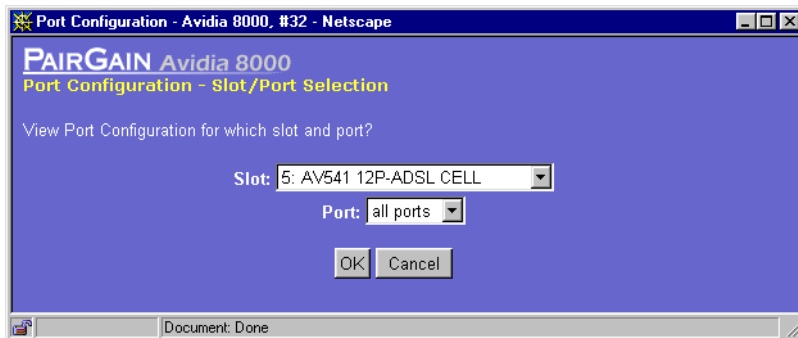 Port Configuration - Avidia 8000, #32 - Netscape
PAIRGAIN Avidia 8000
Port Configuration - Slot/Port Selection
View Port Configuration for which slot and port?
Slot: 5: AV541 12P-ADSL CELL
Port: all ports
OK Cancel
Document: Done